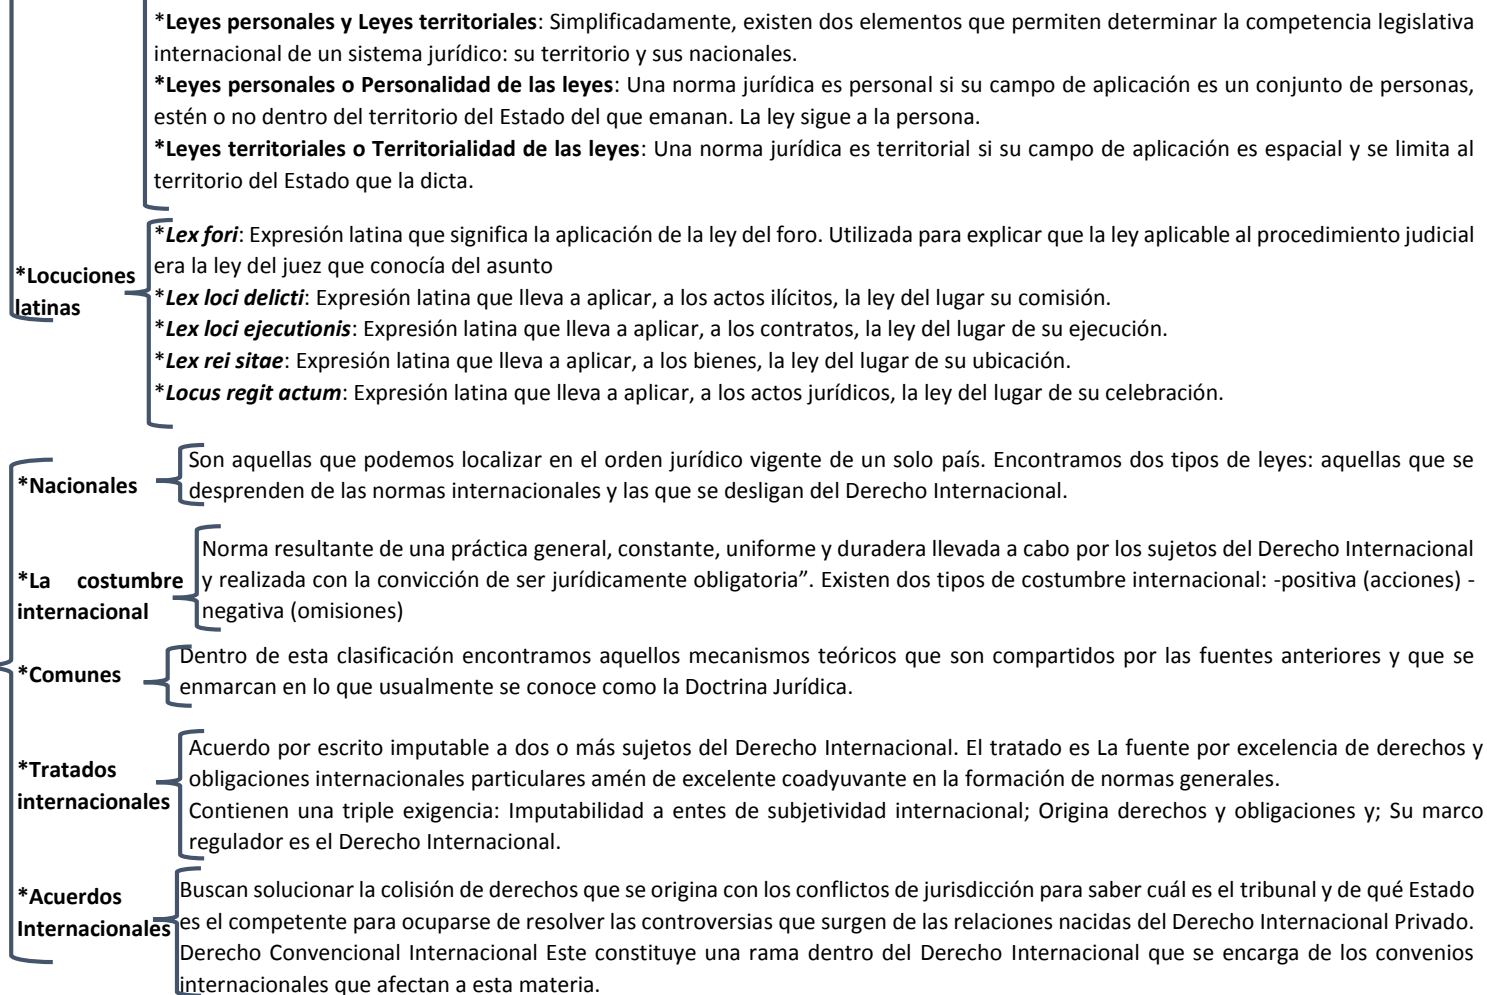 *Leyes personales y Leyes territoriales: Simplificadamente, existen dos elementos que permiten determinar la competencia legislativa
internacional de un sistema jurídico: su territorio y sus nacionales.
*Leyes personales o Personalidad de las leyes: Una norma jurídica es personal si su campo de aplicación es un conjunto de personas,
estén o no dentro del territorio del Estado del que emanan. La ley sigue a la persona.
*Leyes territoriales o Territorialidad de las leyes: Una norma jurídica es territorial si su campo de aplicación es espacial y se limita al
territorio del Estado que la dicta.
*Locuciones
latinas
*Lex fori: Expresión latina que significa la aplicación de la ley del foro. Utilizada para explicar que la ley aplicable al procedimiento judicial
era la ley del juez que conocía del asunto
*Lex loci delicti: Expresión latina que lleva a aplicar, a los actos ilícitos, la ley del lugar su comisión.
*Lex loci ejecutionis: Expresión latina que lleva a aplicar, a los contratos, la ley del lugar de su ejecución.
*Lex rei sitae: Expresión latina que lleva a aplicar, a los bienes, la ley del lugar de su ubicación.
*Locus regit actum: Expresión latina que lleva a aplicar, a los actos jurídicos, la ley del lugar de su celebración.
*Nacionales
Son aquellas que podemos localizar en el orden jurídico vigente de un solo país. Encontramos dos tipos de leyes: aquellas que se
desprenden de las normas internacionales y las que se desligan del Derecho Internacional.
*La costumbre
internacional
Norma resultante de una práctica general, constante, uniforme y duradera llevada a cabo por los sujetos del Derecho Internacional
y realizada con la convicción de ser jurídicamente obligatoria”. Existen dos tipos de costumbre internacional: -positiva (acciones) -
negativa (omisiones)
*Comunes
Dentro de esta clasificación encontramos aquellos mecanismos teóricos que son compartidos por las fuentes anteriores y que se
enmarcan en lo que usualmente se conoce como la Doctrina Jurídica.
*Tratados
internacionales
Acuerdo por escrito imputable a dos o más sujetos del Derecho Internacional. El tratado es La fuente por excelencia de derechos y
obligaciones internacionales particulares amén de excelente coadyuvante en la formación de normas generales.
Contienen una triple exigencia: Imputabilidad a entes de subjetividad internacional; Origina derechos y obligaciones y; Su marco
regulador es el Derecho Internacional.
*Acuerdos
Internacionales
Buscan solucionar la colisión de derechos que se origina con los conflictos de jurisdicción para saber cuál es el tribunal y de qué Estado
es el competente para ocuparse de resolver las controversias que surgen de las relaciones nacidas del Derecho Internacional Privado.
Derecho Convencional Internacional Este constituye una rama dentro del Derecho Internacional que se encarga de los convenios
internacionales que afectan a esta materia.